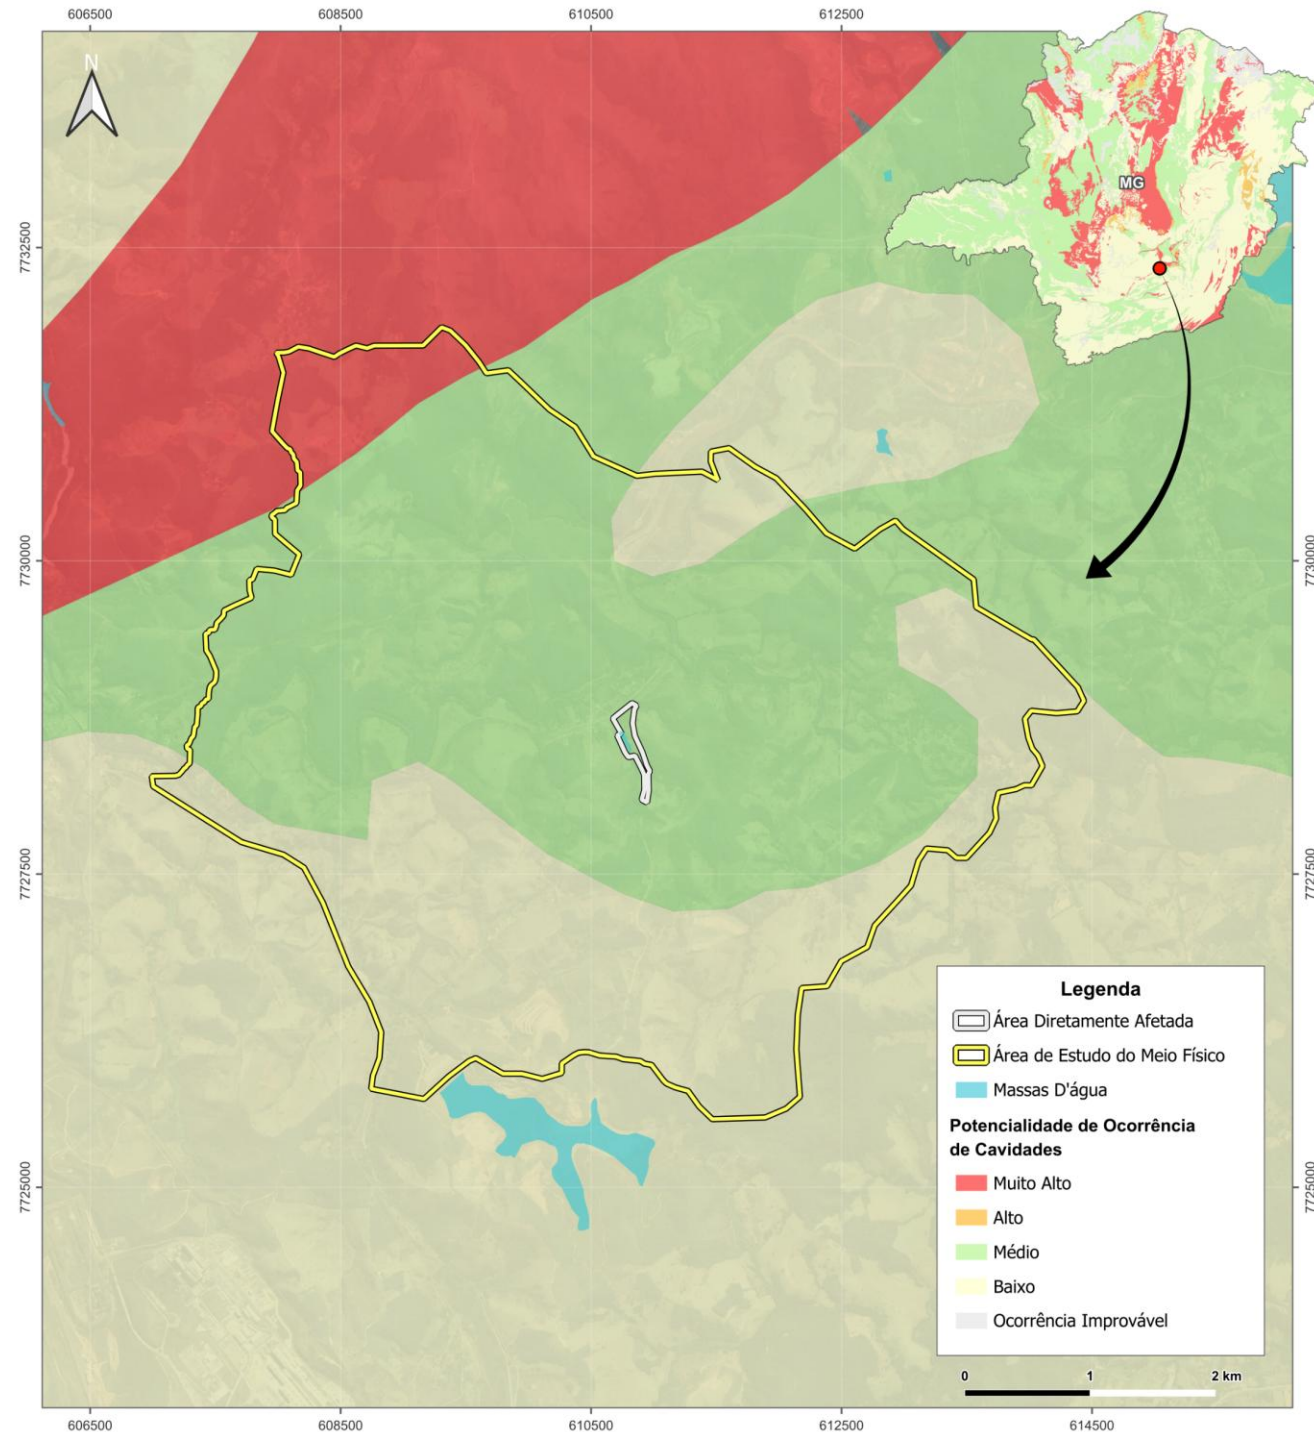 606500
608500
610500
612500
N
MG
7732500
7730000
7730000
7727500
7727500
7725000
7725000
Legenda
Área Diretamente Afetada
Área de Estudo do Meio Físico
Massas D'água
Potencialidade de Ocorrência
de Cavidades
Muito Alto
Alto
Médio
Baixo
Ocorrência Improvável
0 1 2 km
606500
608500
610500
612500
614500